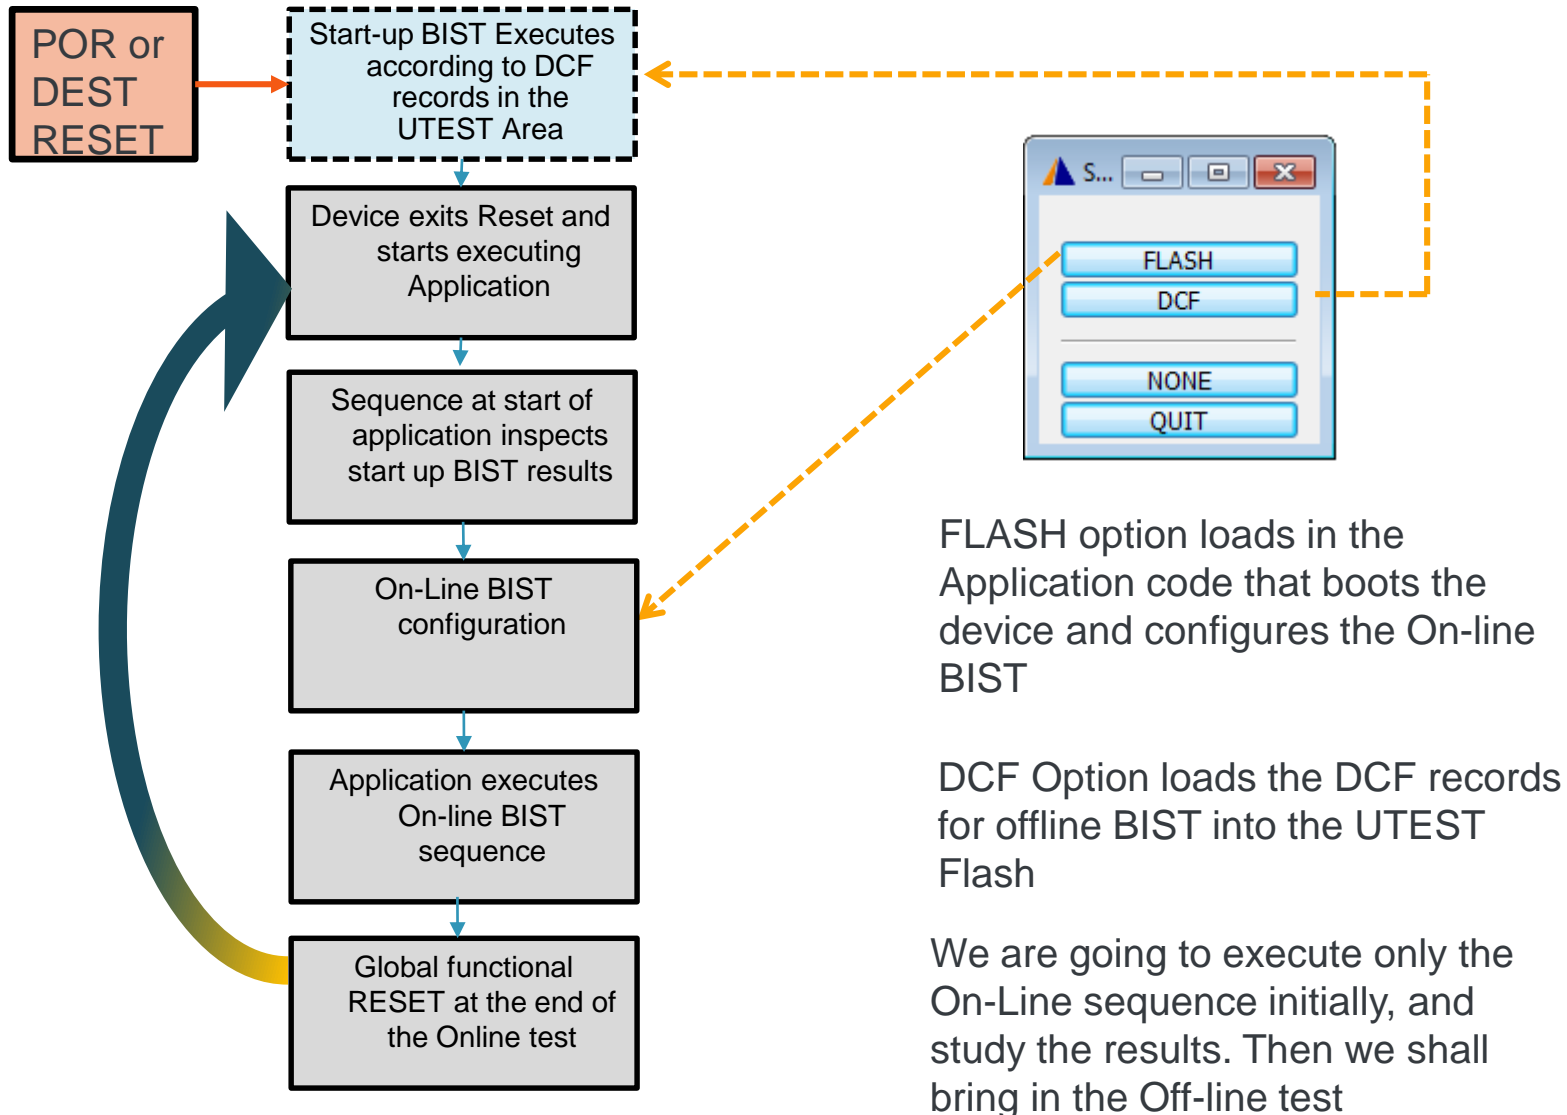 POR or
DEST
RESET
Start-up BIST Executes
according to DCF
records in the
UTEST Area
Device exits Reset and
starts executing
Application
Sequence at start of
application inspects
start up BIST results
On-Line BIST
configuration
Application executes
On-line BIST
sequence
Global functional
RESET at the end of
the Online test
S...
FLASH
DCF
NONE
QUIT
FLASH option loads in the
Application code that boots the
device and configures the On-line
BIST
DCF Option loads the DCF records
for offline BIST into the UTEST
Flash
We are going to execute only the
On-Line sequence initially, and
study the results. Then we shall
bring in the Off-line test